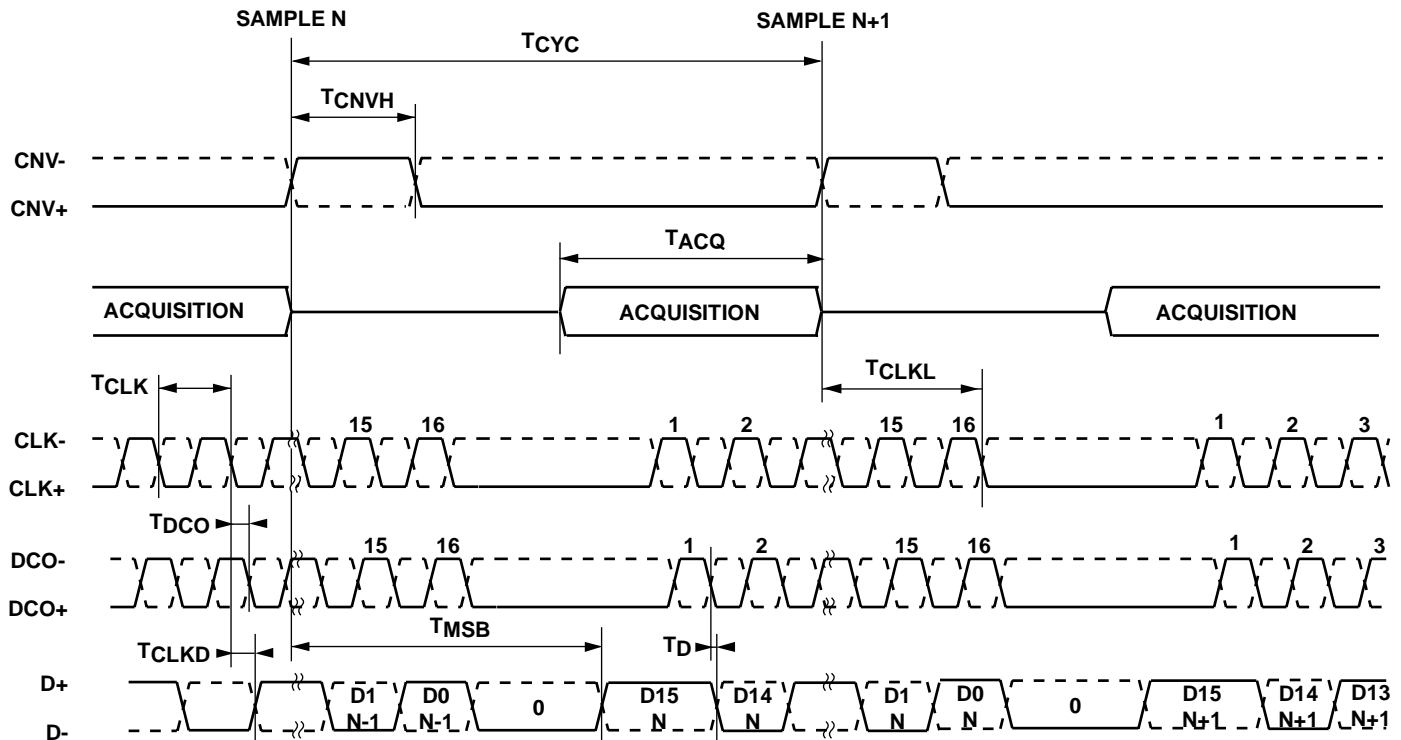 SAMPLE N SAMPLE N+1
TCYC
TCNVH
CNV-
CNV+
TACQ
ACQUISITION ACQUISITION ACQUISITION
TCLK TCLKL
15 16 1 2 15 16 1 2 3
CLK-
CLK+
TDCO
15 16 1 2 15 16 1 2 3
DCO-
DCO+
TMSB
TCLKD TD
D+
D1 D0 0 D15 D14 D1 D0 0 D15 D14 D13
N-1 N-1 N N N N N+1 N+1 N+1
D-